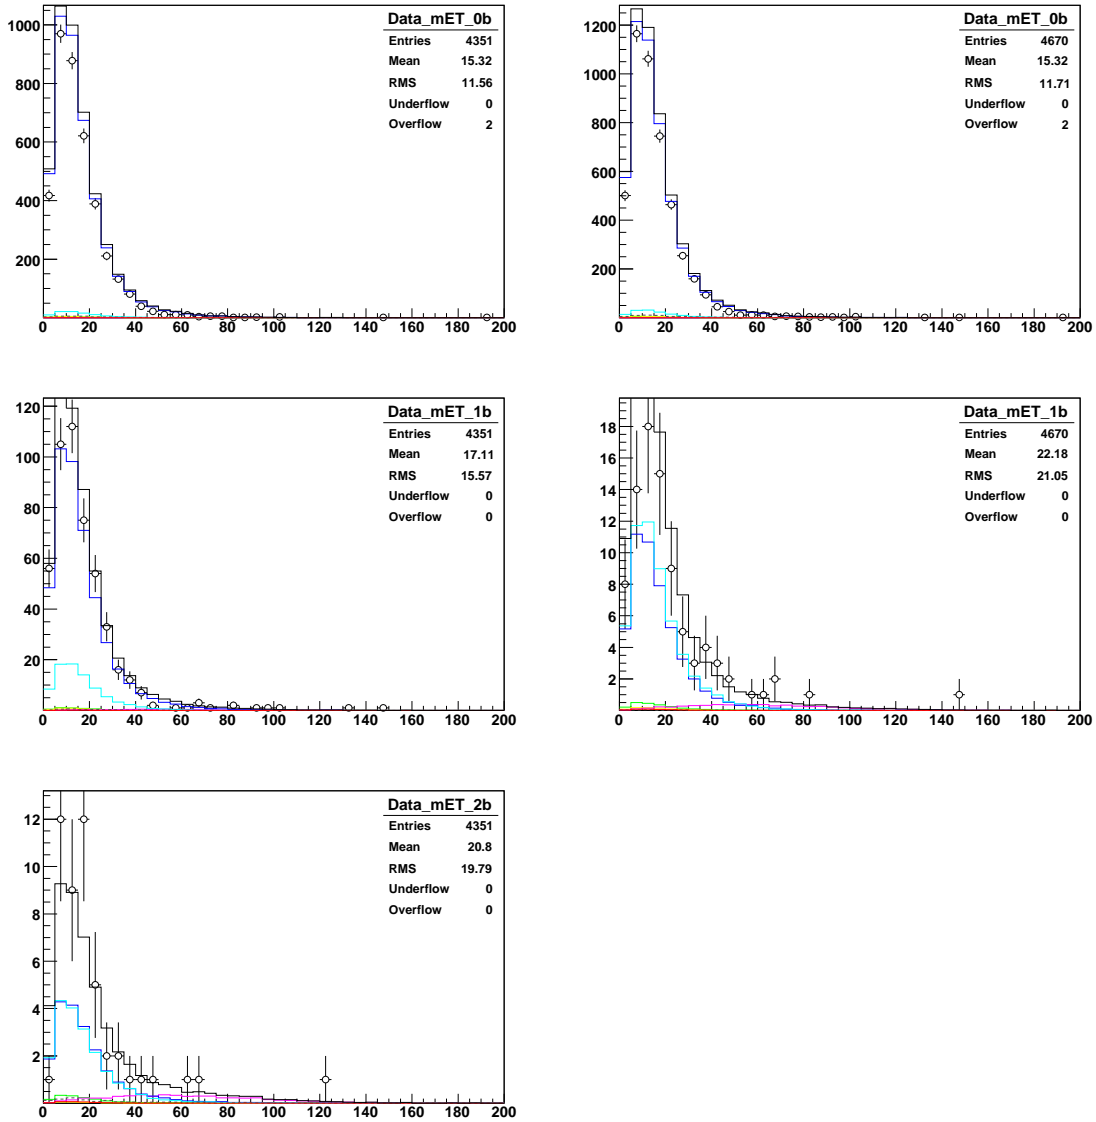 Data_mET_0b
Entries 4351
Mean 15.32
RMS 11.56
Underflow 0
Overflow 2
1000
800
600
400
200
0 20 40 60 80 100 120 140 160 180 200
Data_mET_0b
Entries 4670
Mean 15.32
RMS 11.71
Underflow 0
Overflow 2
1200
1000
800
600
400
200
0 20 40 60 80 100 120 140 160 180 200
Data_mET_1b
Entries 4351
Mean 17.11
RMS 15.57
Underflow 0
Overflow 0
120
100
80
60
40
20
0 20 40 60 80 100 120 140 160 180 200
Data_mET_1b
Entries 4670
Mean 22.18
RMS 21.05
Underflow 0
Overflow 0
18
16
14
12
10
8
6
4
2
0 20 40 60 80 100 120 140 160 180 200
Data_mET_2b
Entries 4351
Mean 20.8
RMS 19.79
Underflow 0
Overflow 0
12
10
8
6
4
2
0 20 40 60 80 100 120 140 160 180 200